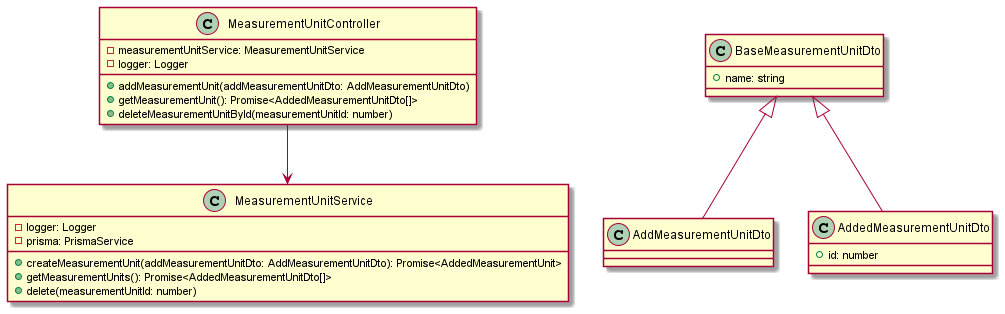 C MeasurementUnitController
measurementUnitService: MeasurementUnitService
logger: Logger
addMeasurementUnit(addMeasurementUnitDto: AddMeasurementUnitDto)
getMeasurementUnit(): Promise<AddedMeasurementUnitDto[]>
deleteMeasurementUnitById(measurementUnitId: number)
C BaseMeasurementUnitDto
name: string
C MeasurementUnitService
logger: Logger
prisma: PrismaService
createMeasurementUnit(addMeasurementUnitDto: AddMeasurementUnitDto): Promise<AddedMeasurementUnit>
getMeasurementUnits(): Promise<AddedMeasurementUnitDto[]>
delete(measurementUnitId: number)
C AddMeasurementUnitDto
C AddedMeasurementUnitDto
id: number